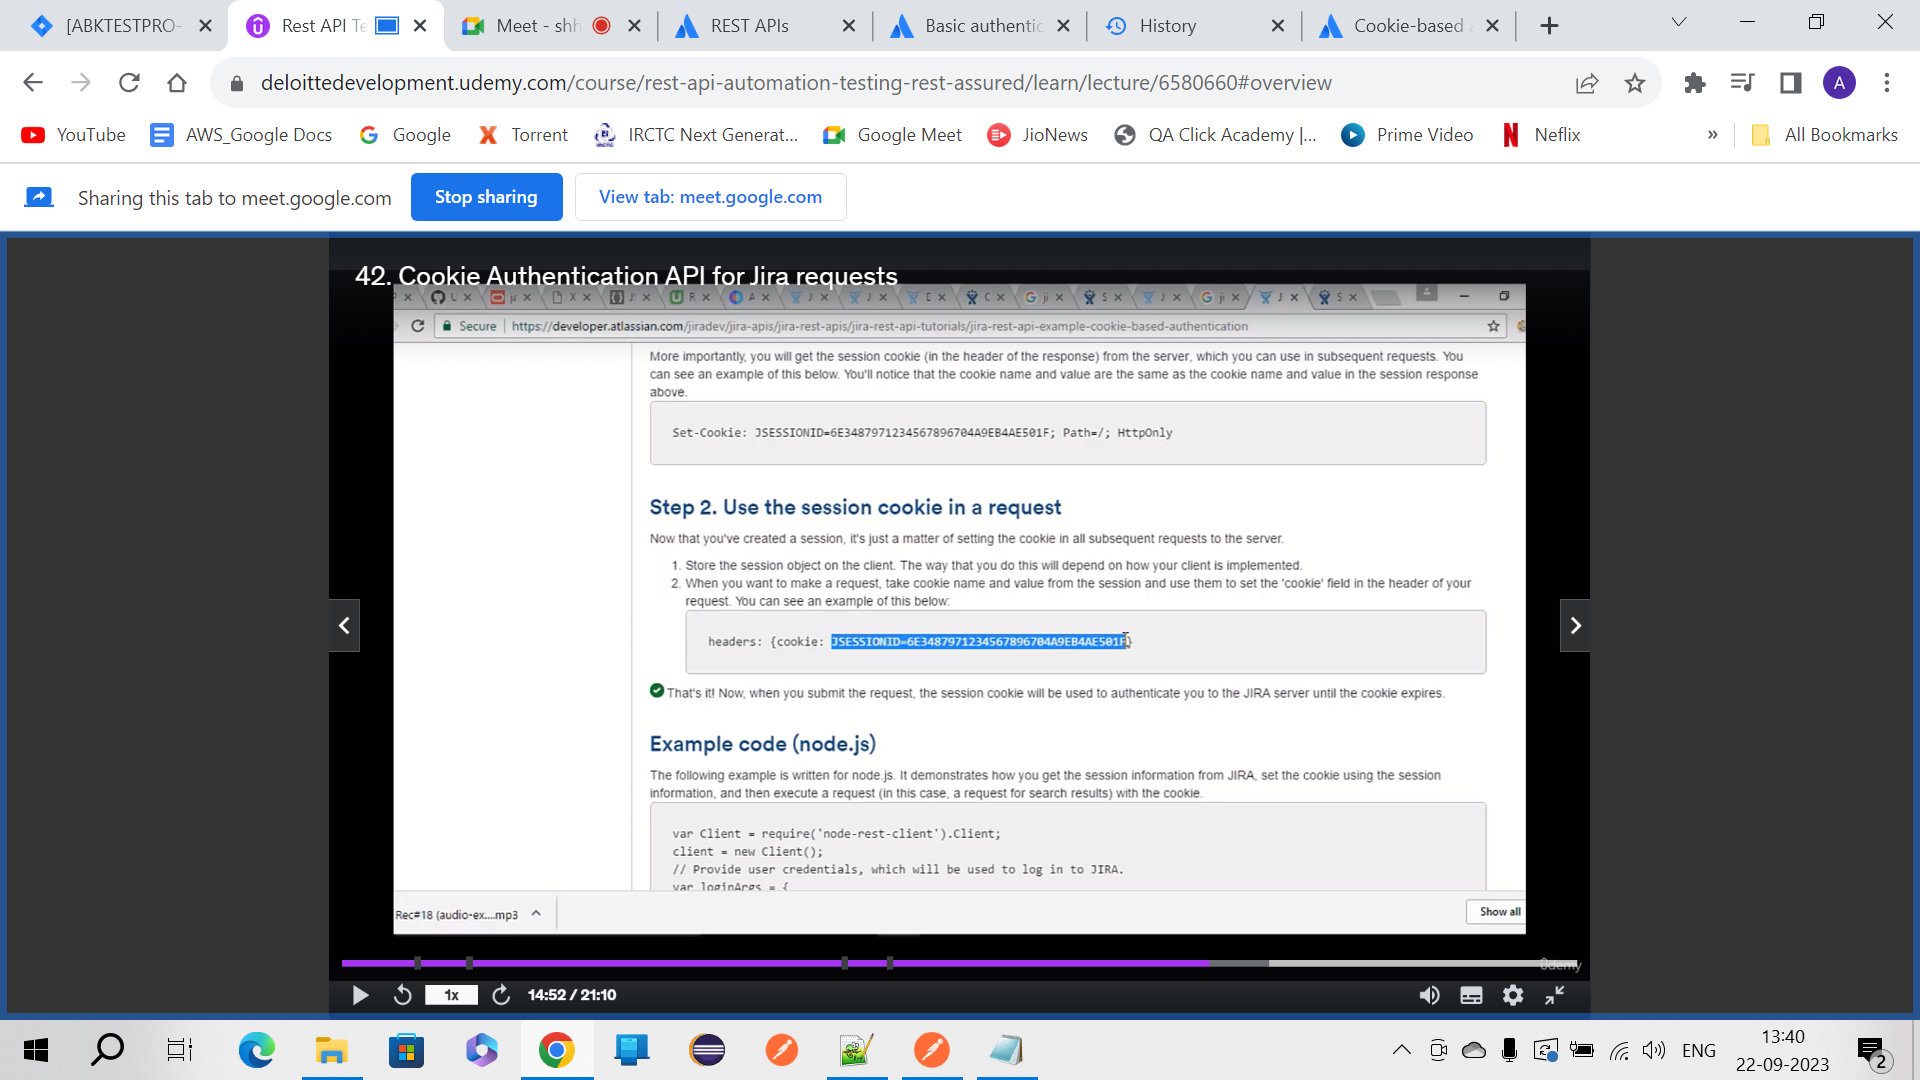 [ABKTESTPRO-
Rest API Te
Meet - shh
REST APIs
Basic authentic
History
Cookie-based a
deloittedevelopment.udemy.com/course/rest-api-automation-testing-rest-assured/learn/lecture/6580660#overview
A
YouTube
AWS_Google Docs
Google
Torrent
IRCTC Next Generat...
Google Meet
JioNews
QA Click Academy |...
Prime Video
Neflix
»
All Bookmarks
Sharing this tab to meet.google.com
Stop sharing
View tab: meet.google.com
42. Cookie Authentication API for Jira requests
Secure
https://developer.atlassian.com/jiradev/jira-apis/jira-rest-apis/jira-rest-api-tutorials/jira-rest-api-example-cookie-based-authentication
More importantly, you will get the session cookie (in the header of the response) from the server, which you can use in subsequent requests. You
can see an example of this below. You'll notice that the cookie name and value are the same as the cookie name and value in the session response
above.
Set-Cookie: JSESSIONID=6E3487971234567896704A9EB4AE501F; Path=/; HttpOnly
Step 2. Use the session cookie in a request
Now that you've created a session, it's just a matter of setting the cookie in all subsequent requests to the server.
1. Store the session object on the client. The way that you do this will depend on how your client is implemented.
2. When you want to make a request, take cookie name and value from the session and use them to set the 'cookie' field in the header of your
request. You can see an example of this below:
headers: {cookie: JSESSIONID=6E3487971234567896704A9EB4AE501F}
That's it! Now, when you submit the request, the session cookie will be used to authenticate you to the JIRA server until the cookie expires.
Example code (node.js)
The following example is written for node.js. It demonstrates how you get the session information from JIRA, set the cookie using the session
information, and then execute a request (in this case, a request for search results) with the cookie.
var Client = require('node-rest-client').Client;
client = new Client();
// Provide user credentials, which will be used to log in to JIRA.
var loginArgs = {
Rec#18 (audio-ex....mp3
Show all
ûdemy
1x
14:52 / 21:10
ENG
13:40
22-09-2023
2